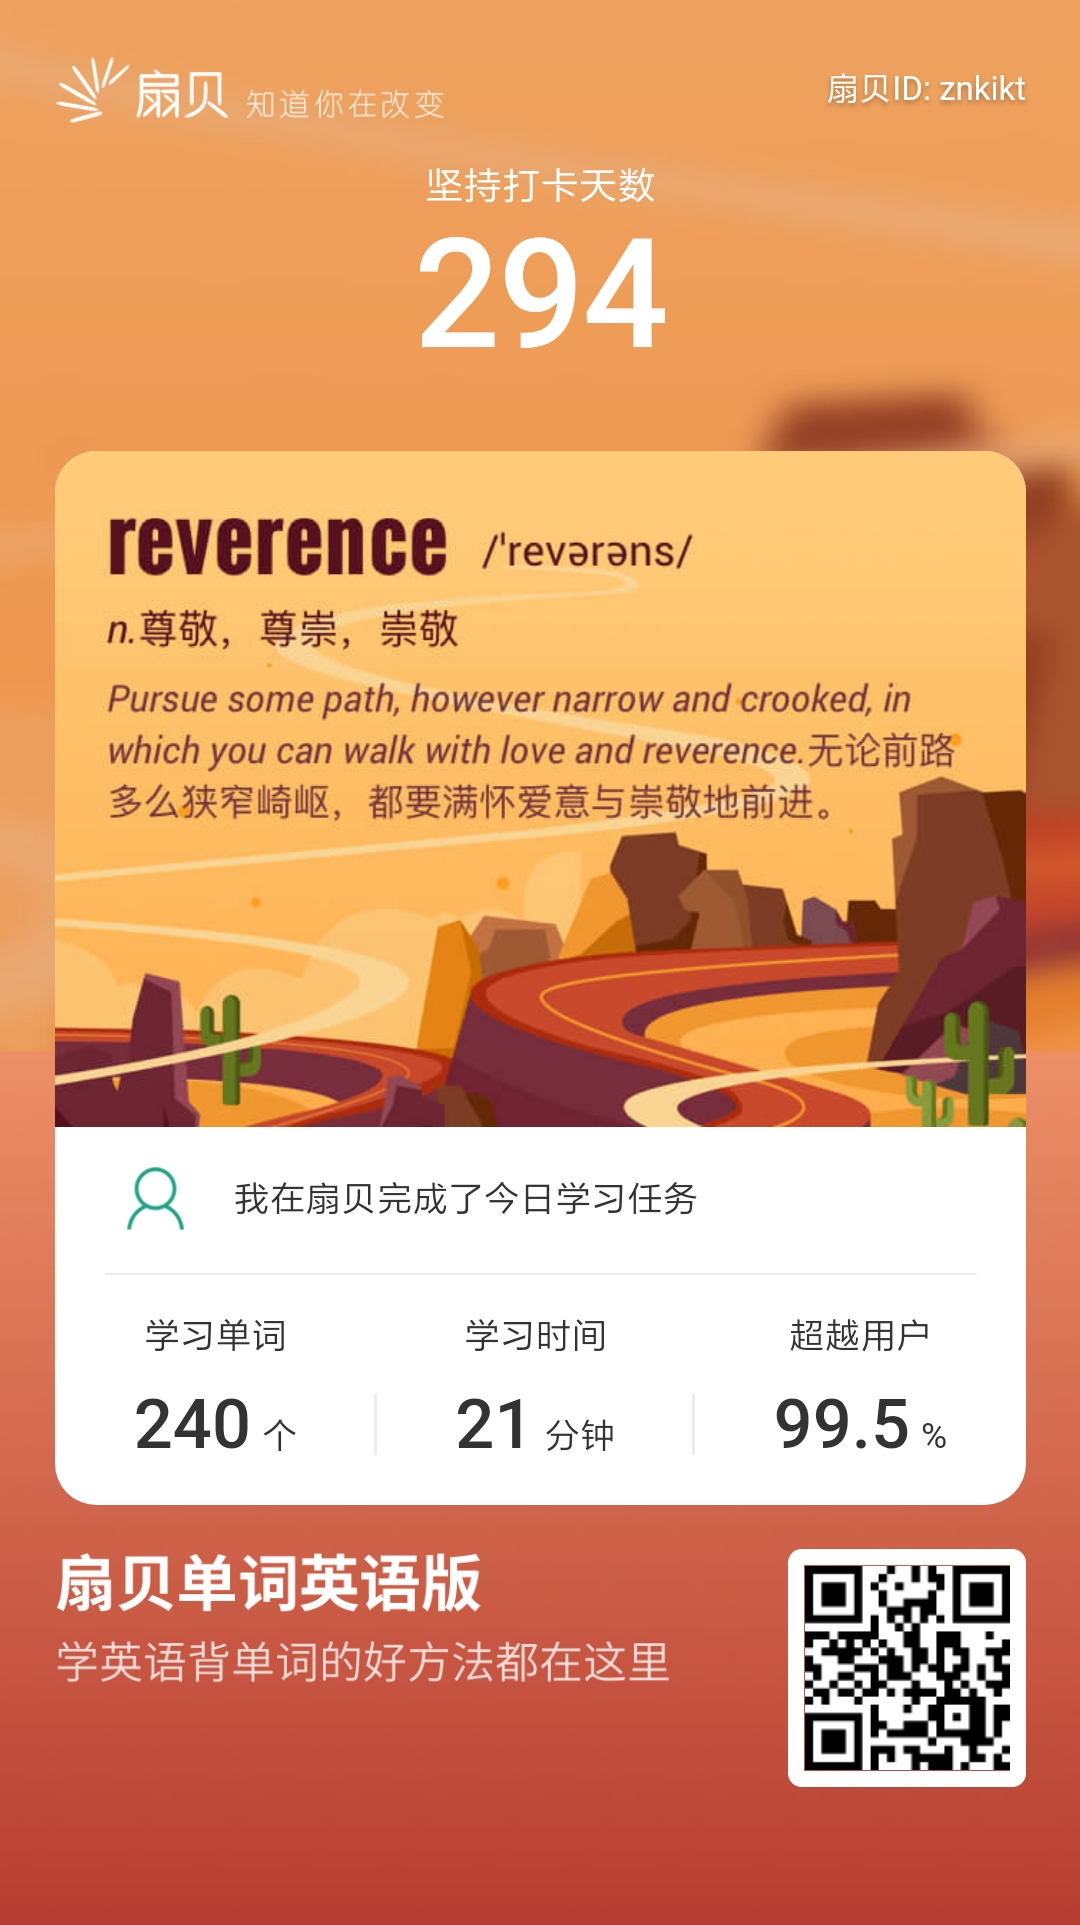 扇贝 知道你在改变
扇贝ID: znkikt
坚持打卡天数
294
reverence /ˈrevərəns/
n.尊敬，尊崇，崇敬
Pursue some path, however narrow and crooked, in
which you can walk with love and reverence.无论前路
多么狭窄崎岖，都要满怀爱意与崇敬地前进。
我在扇贝完成了今日学习任务
学习单词 学习时间 超越用户
240 个 21 分钟 99.5 %
扇贝单词英语版
学英语背单词的好方法都在这里